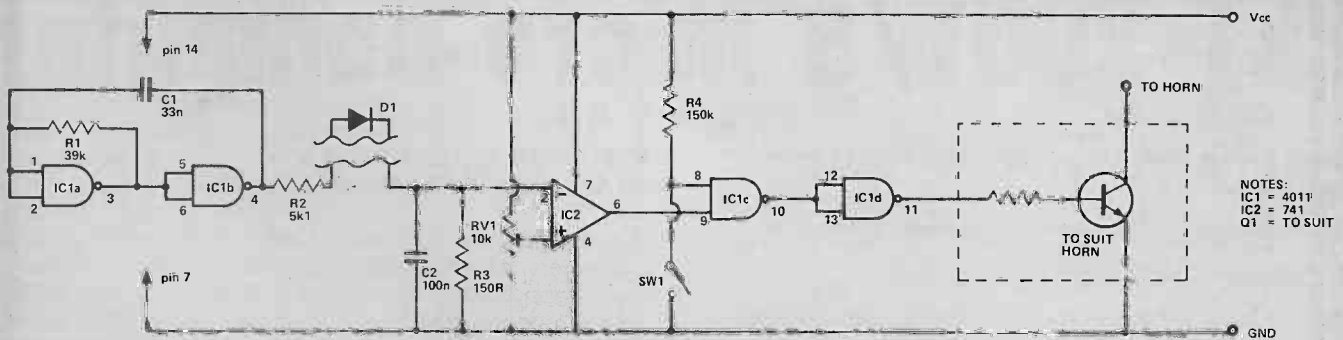 Vcc
pin 14
C1
33n
R1
39k
1
2
IC1a
3
5
6
IC1b
4
R2
5k1
D1
C2
100n
R3
150R
RV1
10k
2
−
+
IC2
7
4
6
R4
150k
SW1
8
9
IC1c
10
12
13
IC1d
11
TO SUIT
HORN
TO HORN
NOTES:
IC1 = 4011
IC2 = 741
Q1 = TO SUIT
pin 7
GND